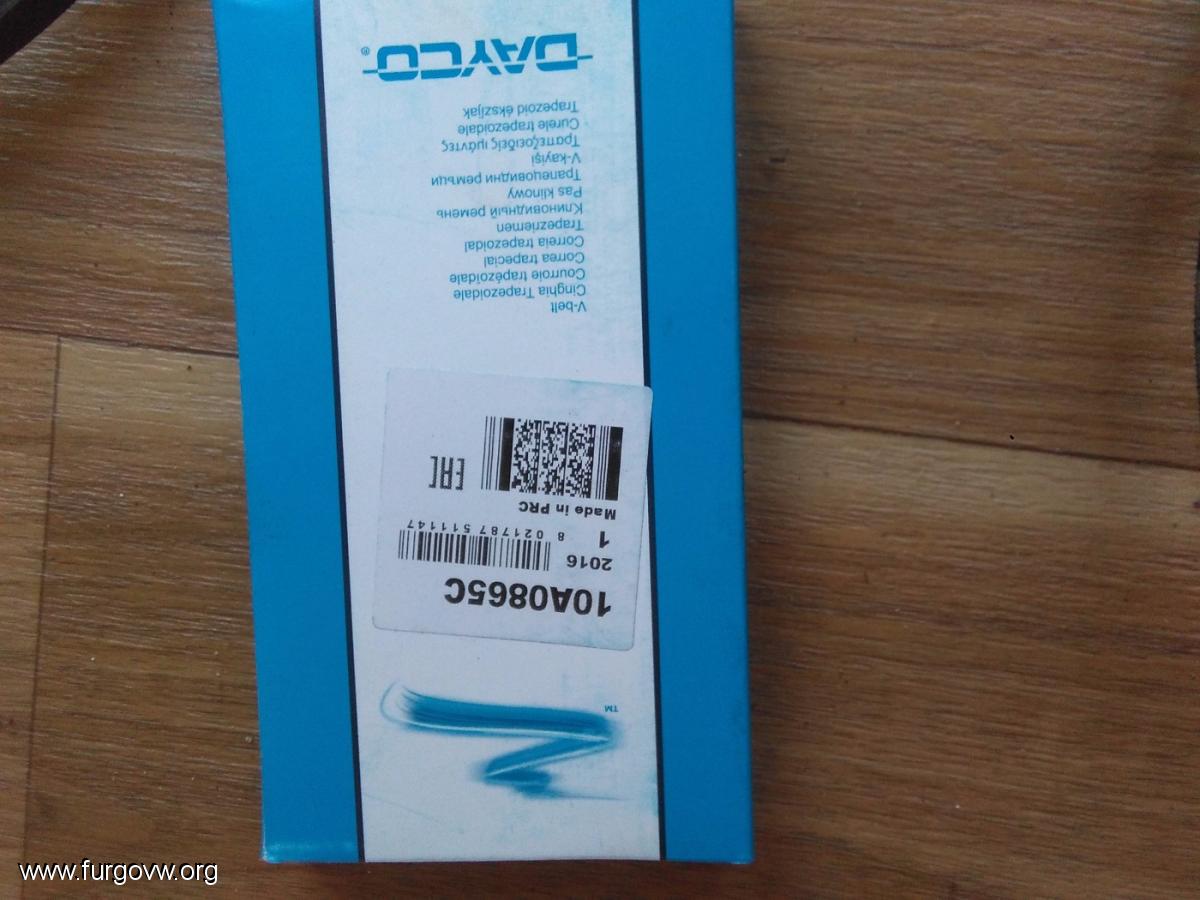 TM
10A0865C
2016
1
8 021787 511147
Made in PRC
EAC
V-belt
Cinghia Trapezoidale
Courroie trapézoïdale
Correa trapecial
Correia trapezoidal
Trapezriemen
Клиновидный ремень
Pas klinowy
Трапецовидни ремъци
V-kayişi
Τραπεζοειδείς ιμάντες
Curele trapezoidale
Trapezoid ékszíjak
DAYCO®
www.furgovw.org